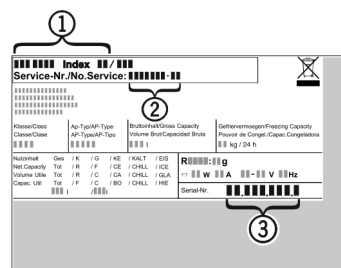 1
Index /
Service-Nr./No.Service: -
2
Klasse/Class
Classe/Clase
Ap-Typ/AP-Type
AP-Type/AP-Tipo
Bruttoinhalt/Gross Capacity
Volume Brut/Capacidad Bruta
l
Gefriervermoegen/Freezing Capacity
Pouvoir de Congel./Capac.Congeladora
kg / 24 h
Nutzinhalt Ges / K / G / KE / KALT / EIS
Net.Capacity Tot / R / F / CE / CHILL / ICE
Volume Utile Tot / R / C / CA / CHILL / GLA
Capac. Util Tot / F / C / BO / CHILL / HIE
l / l
R : g
W A - V Hz
Serial-Nr. . . .
3